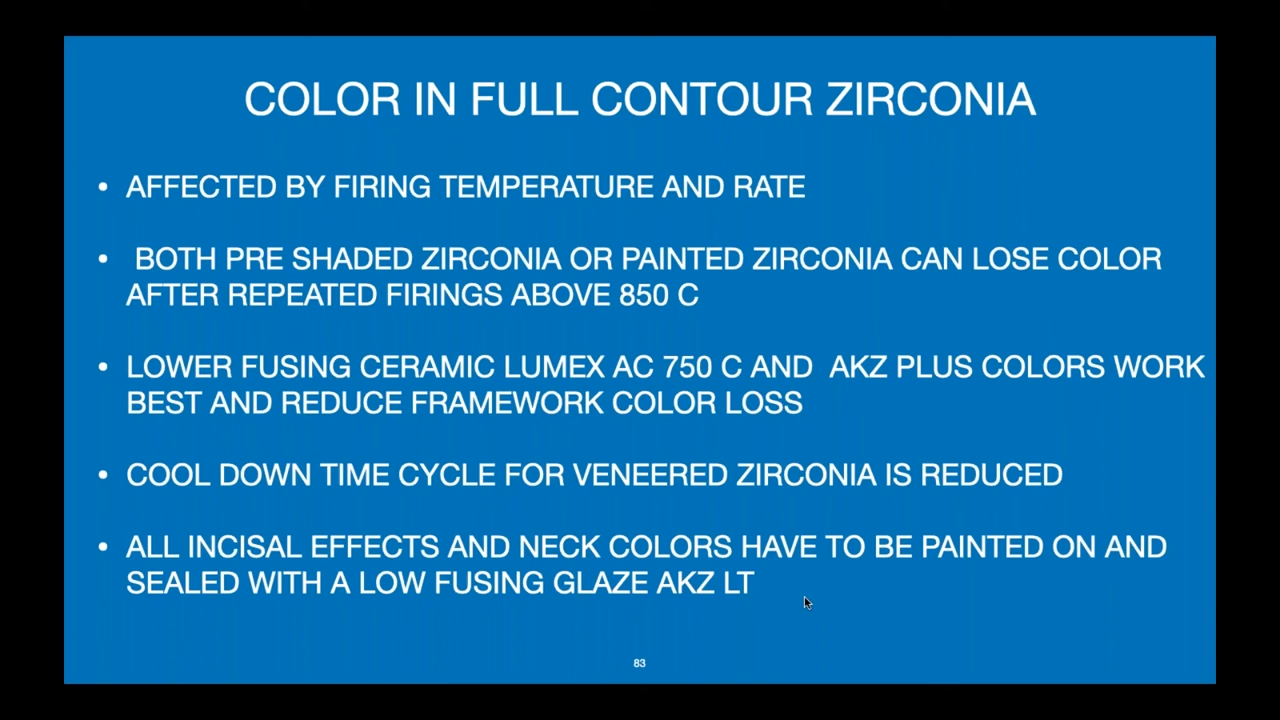 COLOR IN FULL CONTOUR ZIRCONIA
• AFFECTED BY FIRING TEMPERATURE AND RATE
• BOTH PRE SHADED ZIRCONIA OR PAINTED ZIRCONIA CAN LOSE COLOR
AFTER REPEATED FIRINGS ABOVE 850 C
• LOWER FUSING CERAMIC LUMEX AC 750 C AND AKZ PLUS COLORS WORK
BEST AND REDUCE FRAMEWORK COLOR LOSS
• COOL DOWN TIME CYCLE FOR VENEERED ZIRCONIA IS REDUCED
• ALL INCISAL EFFECTS AND NECK COLORS HAVE TO BE PAINTED ON AND
SEALED WITH A LOW FUSING GLAZE AKZ LT
83